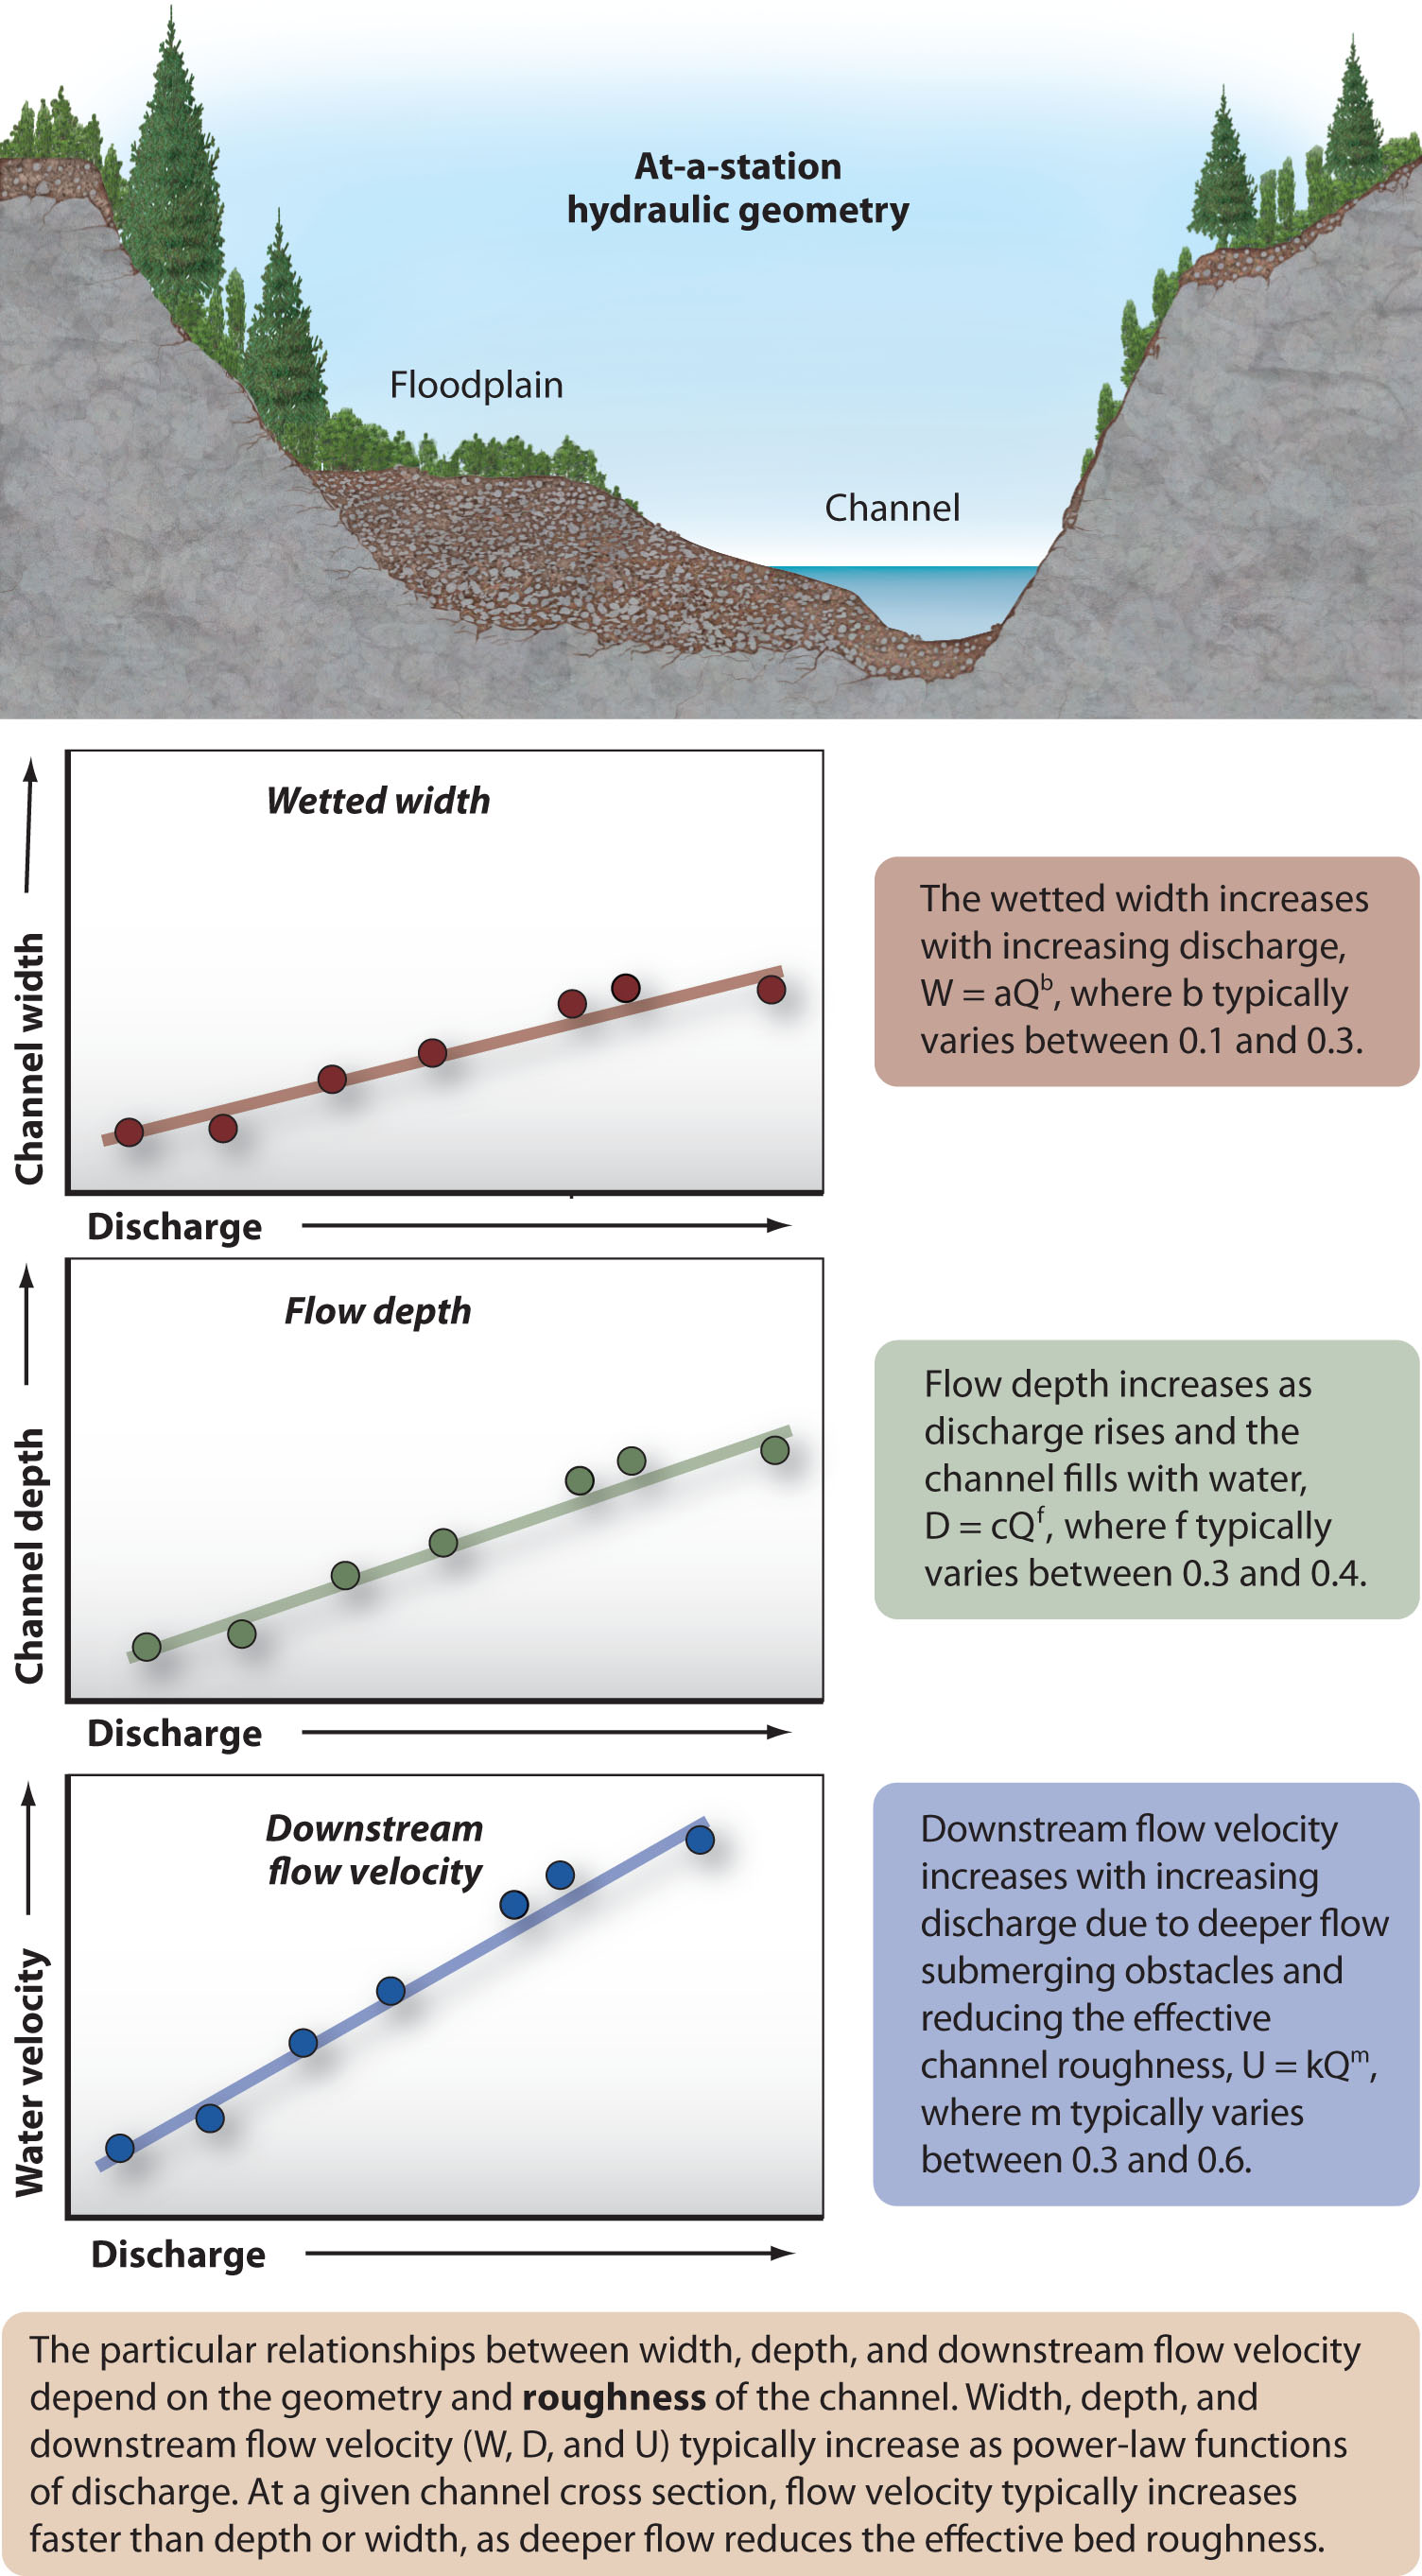 At-a-station
hydraulic geometry
Floodplain
Channel
Wetted width
Channel width
Discharge
The wetted width increases
with increasing discharge,
W = aQᵇ, where b typically
varies between 0.1 and 0.3.
Flow depth
Channel depth
Discharge
Flow depth increases as
discharge rises and the
channel fills with water,
D = cQᶠ, where f typically
varies between 0.3 and 0.4.
Downstream
flow velocity
Water velocity
Discharge
Downstream flow velocity
increases with increasing
discharge due to deeper flow
submerging obstacles and
reducing the effective
channel roughness, U = kQᵐ,
where m typically varies
between 0.3 and 0.6.
The particular relationships between width, depth, and downstream flow velocity
depend on the geometry and roughness of the channel. Width, depth, and
downstream flow velocity (W, D, and U) typically increase as power-law functions
of discharge. At a given channel cross section, flow velocity typically increases
faster than depth or width, as deeper flow reduces the effective bed roughness.